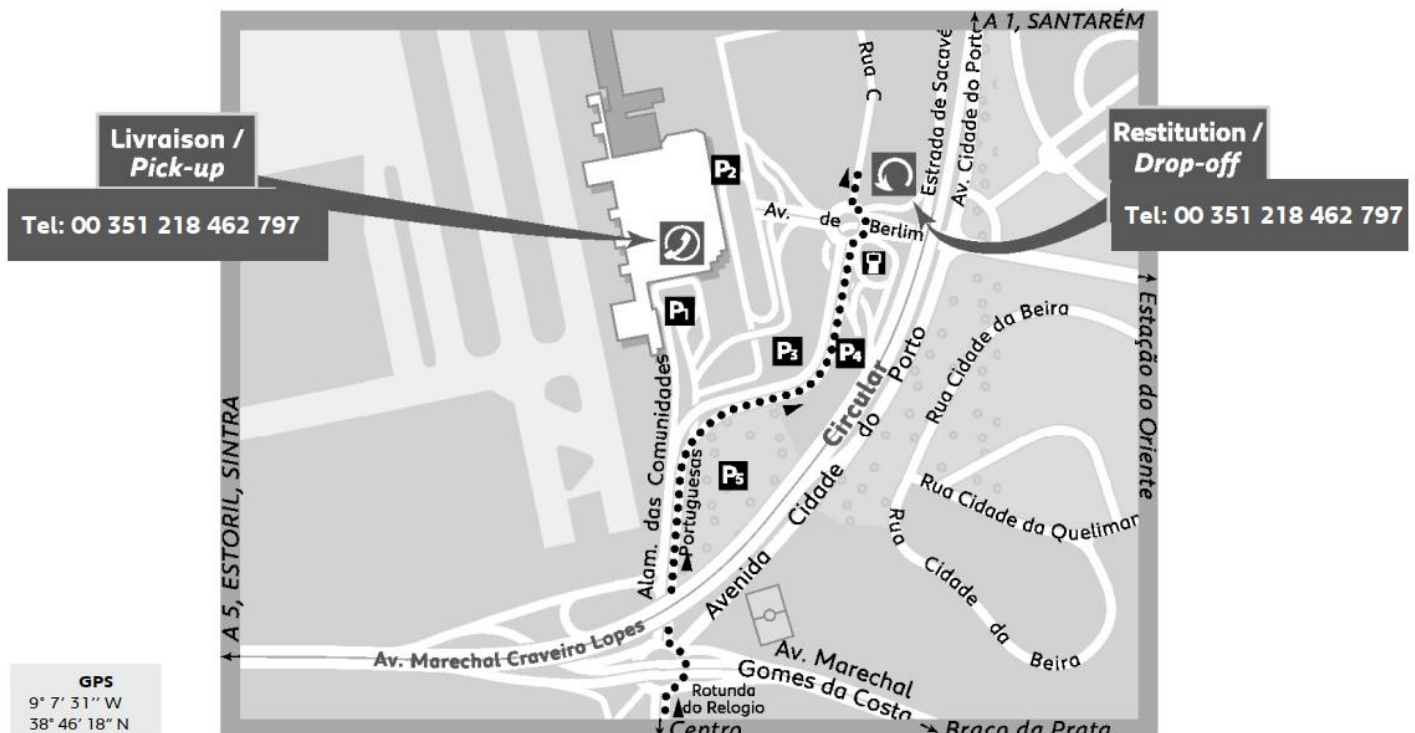 A 1, SANTARÉM
Livraison /
Pick-up
Tel: 00 351 218 462 797
Restitution /
Drop-off
Tel: 00 351 218 462 797
Rua C
Estrada de Sacavé
Av. Cidade do Porto
P2
Av. de Berlim
P1
P3
P4
P5
Circular
Avenida Cidade do Porto
Rua Cidade da Beira
Estação do Oriente
Alam. das Comunidades
Portuguesas
Rua Cidade da Queliman
Rua Cidade da Beira
A 5, ESTORIL, SINTRA
Av. Marechal Craveiro Lopes
Av. Marechal
Gomes da Costa
Rotunda
do Relogio
Centro
Braço da Prata
GPS
9° 7' 31'' W
38° 46' 18" N